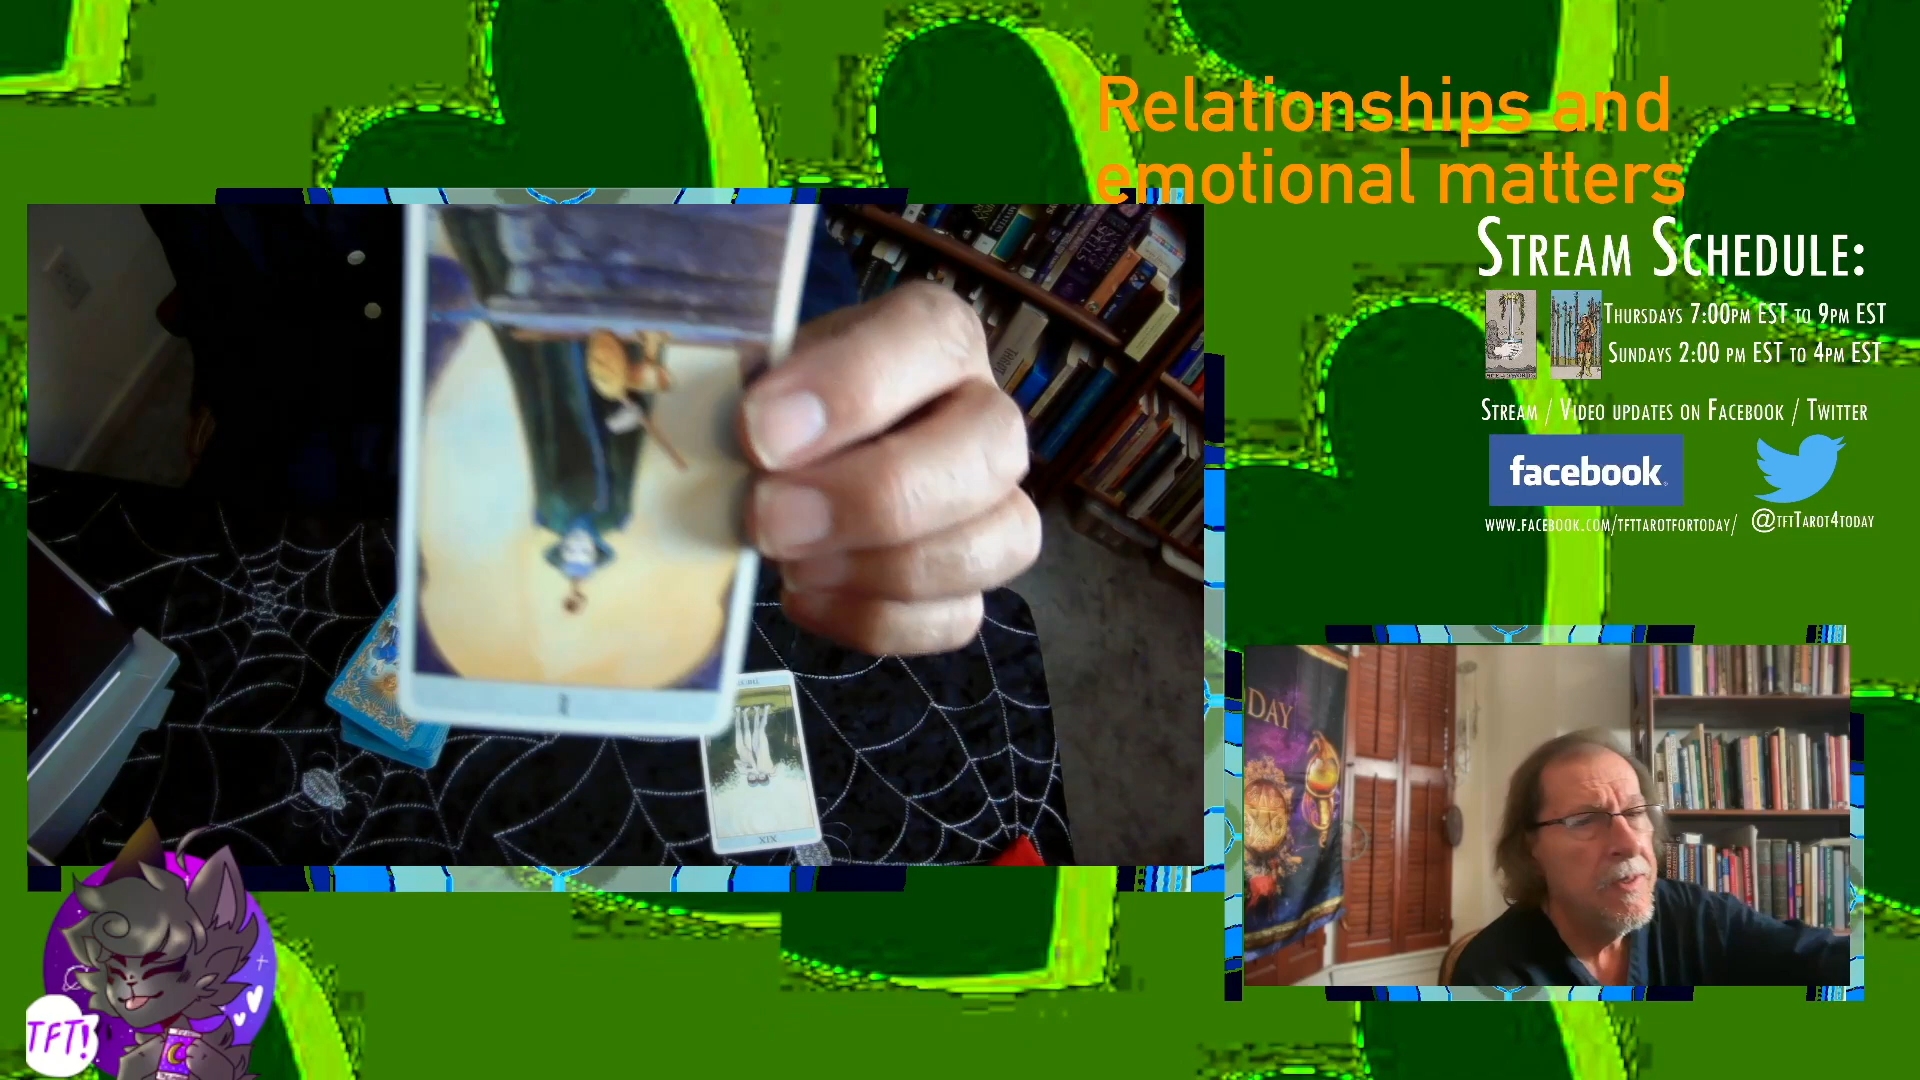 Relationships and
emotional matters
STREAM SCHEDULE:
THURSDAYS 7:00PM EST TO 9PM EST
SUNDAYS 2:00 PM EST TO 4PM EST
STREAM / VIDEO UPDATES ON FACEBOOK / TWITTER
facebook
WWW.FACEBOOK.COM/TFTTAROTFORTODAY/
@TFTTAROT4TODAY
DAY
XIX
TFT!